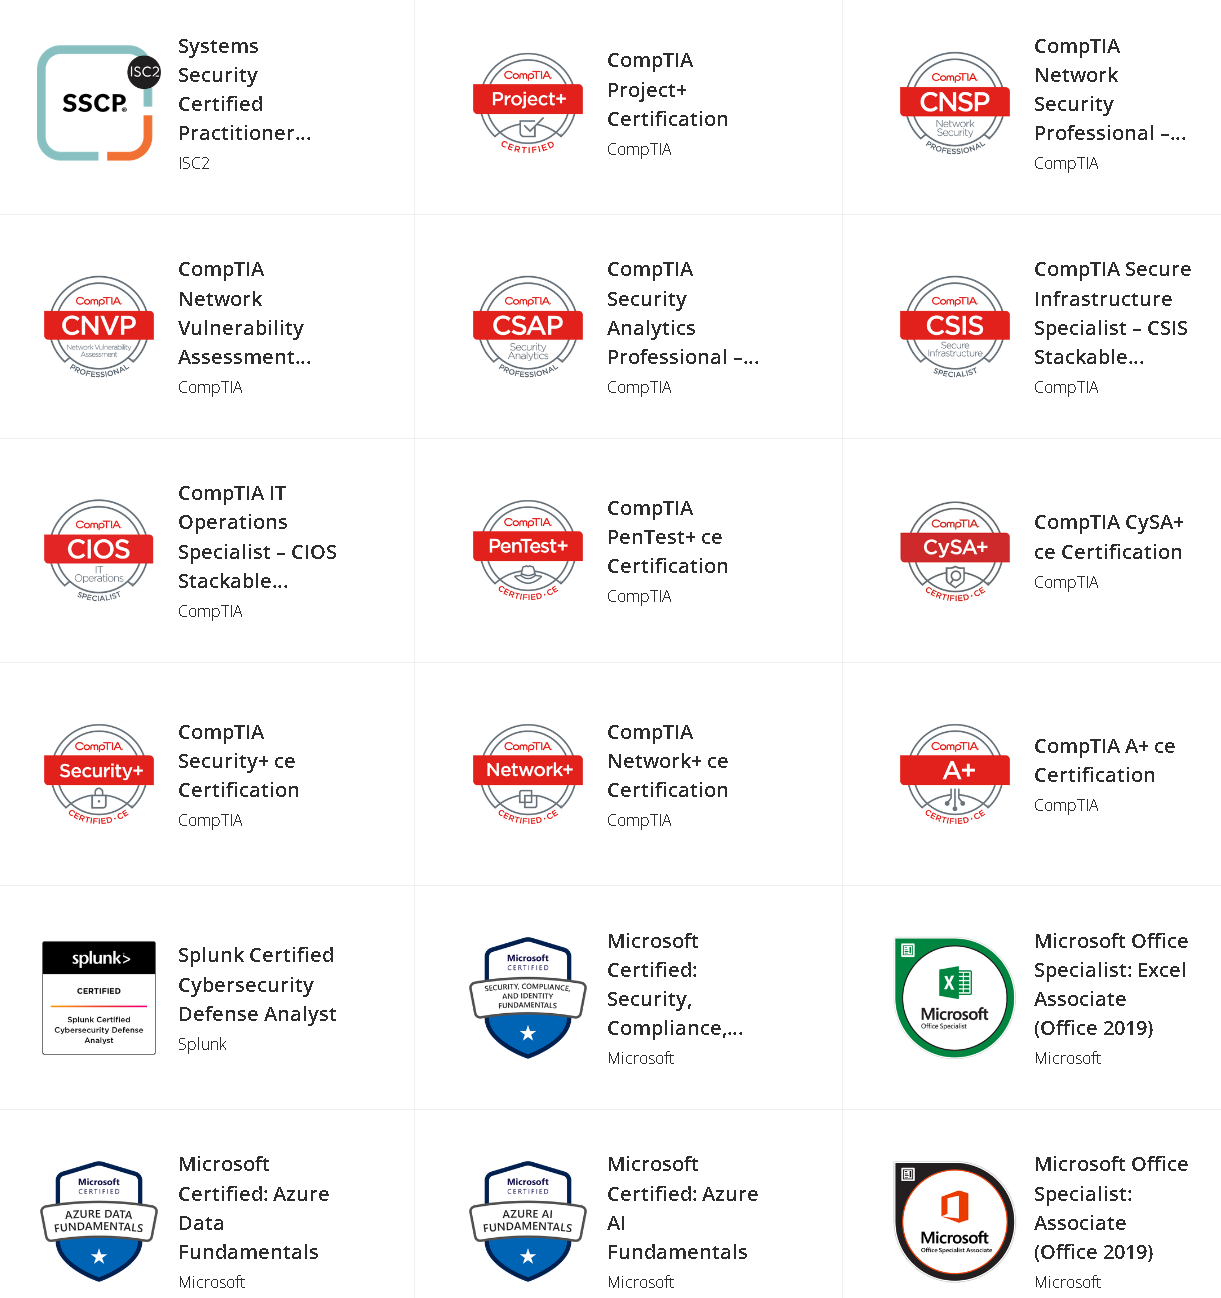 SSCP®
ISC2
Systems
Security
Certified
Practitioner...
ISC2
CompTIA
Project+
CERTIFIED
CompTIA
Project+
Certification
CompTIA
CompTIA
CNSP
Network
Security
PROFESSIONAL
CompTIA
Network
Security
Professional –...
CompTIA
CompTIA
CNVP
Network Vulnerability
Assessment
PROFESSIONAL
CompTIA
Network
Vulnerability
Assessment...
CompTIA
CompTIA
CSAP
Security
Analytics
PROFESSIONAL
CompTIA
Security
Analytics
Professional –...
CompTIA
CompTIA
CSIS
Secure
Infrastructure
SPECIALIST
CompTIA Secure
Infrastructure
Specialist – CSIS
Stackable...
CompTIA
CompTIA
CIOS
IT
Operations
SPECIALIST
CompTIA IT
Operations
Specialist – CIOS
Stackable...
CompTIA
CompTIA
PenTest+
CERTIFIED • CE
CompTIA
PenTest+ ce
Certification
CompTIA
CompTIA
CySA+
CERTIFIED • CE
CompTIA CySA+
ce Certification
CompTIA
CompTIA
Security+
CERTIFIED • CE
CompTIA
Security+ ce
Certification
CompTIA
CompTIA
Network+
CERTIFIED • CE
CompTIA
Network+ ce
Certification
CompTIA
CompTIA
A+
CERTIFIED • CE
CompTIA A+ ce
Certification
CompTIA
splunk>
CERTIFIED
Splunk Certified
Cybersecurity Defense
Analyst
Splunk Certified
Cybersecurity
Defense Analyst
Splunk
Microsoft
CERTIFIED
SECURITY, COMPLIANCE,
AND IDENTITY
FUNDAMENTALS
Microsoft
Certified:
Security,
Compliance,...
Microsoft
X
Microsoft
Office Specialist
Microsoft Office
Specialist: Excel
Associate
(Office 2019)
Microsoft
Microsoft
CERTIFIED
AZURE DATA
FUNDAMENTALS
Microsoft
Certified: Azure
Data
Fundamentals
Microsoft
Microsoft
CERTIFIED
AZURE AI
FUNDAMENTALS
Microsoft
Certified: Azure
AI
Fundamentals
Microsoft
Microsoft
Office Specialist Associate
Microsoft Office
Specialist:
Associate
(Office 2019)
Microsoft